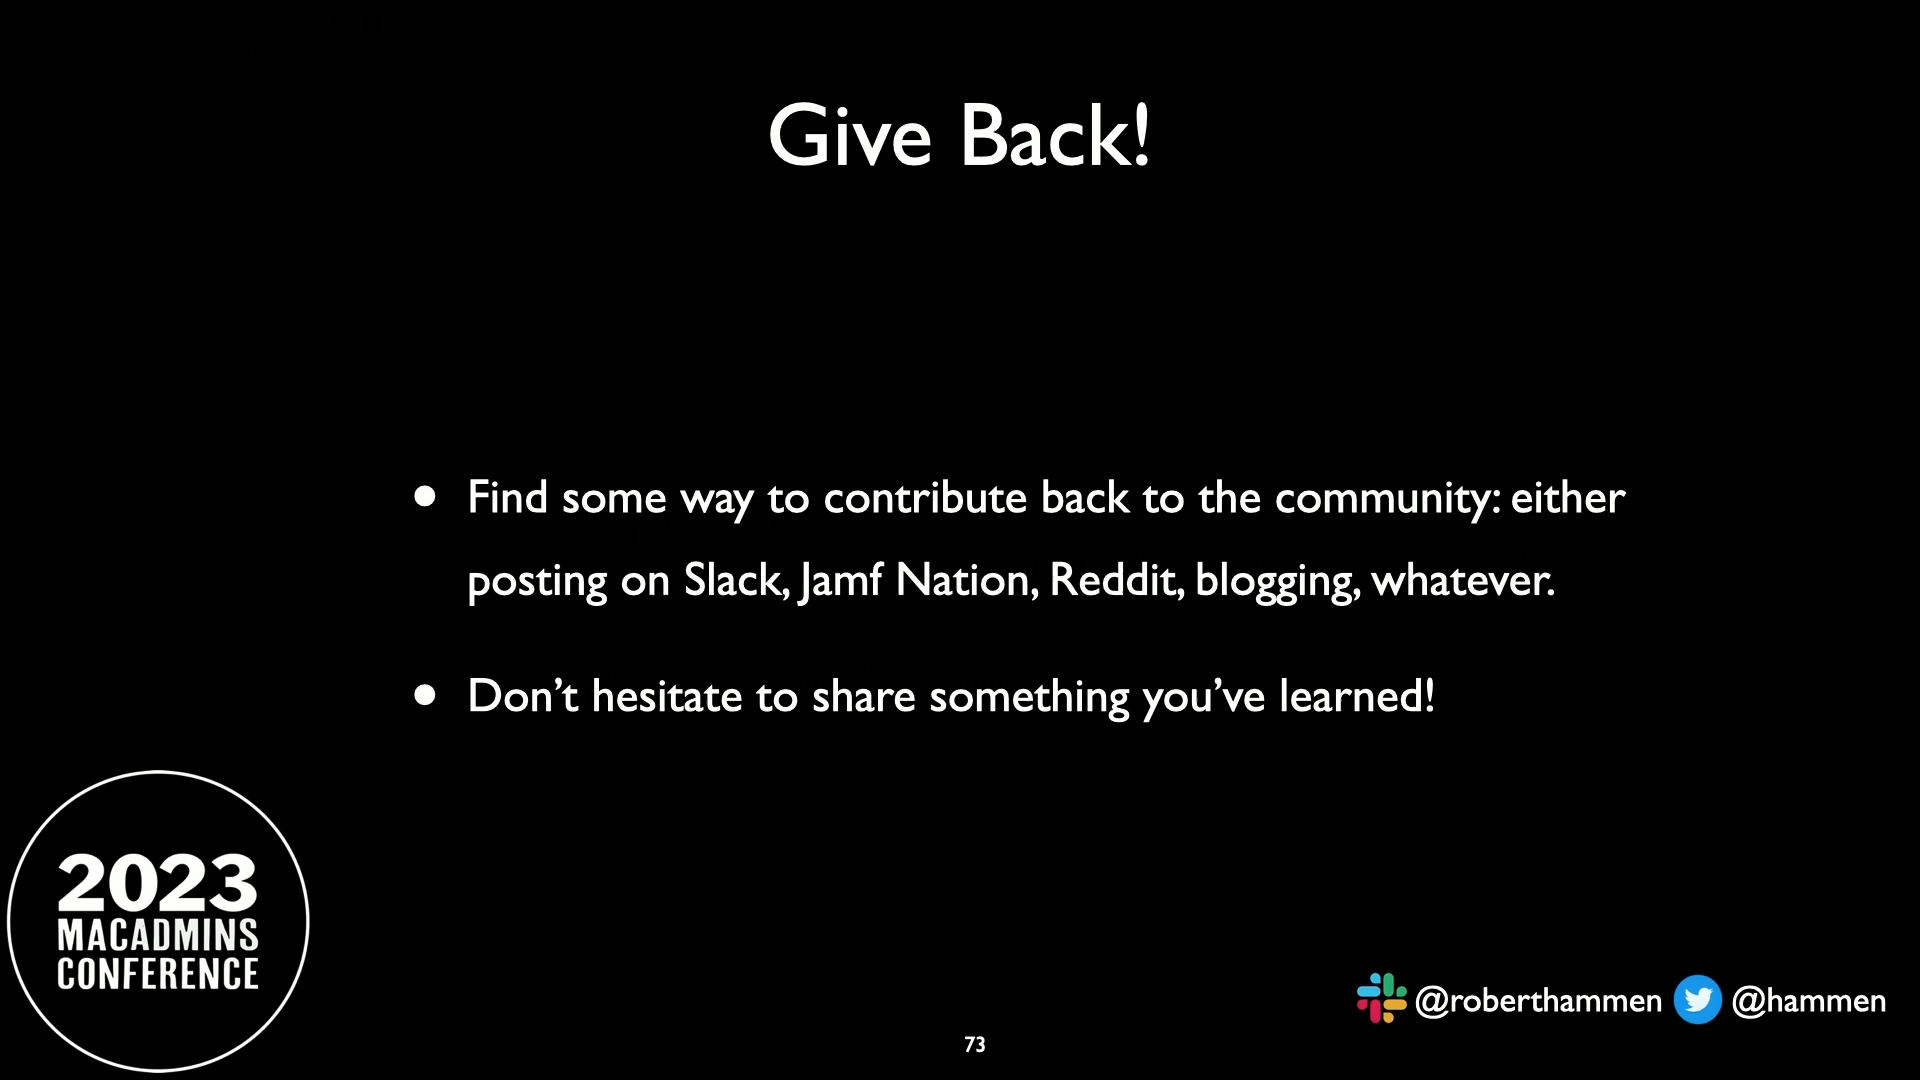 Give Back!
• Find some way to contribute back to the community: either
posting on Slack, Jamf Nation, Reddit, blogging, whatever.
• Don’t hesitate to share something you’ve learned!
2023
MACADMINS
CONFERENCE
@roberthammen @hammen
73